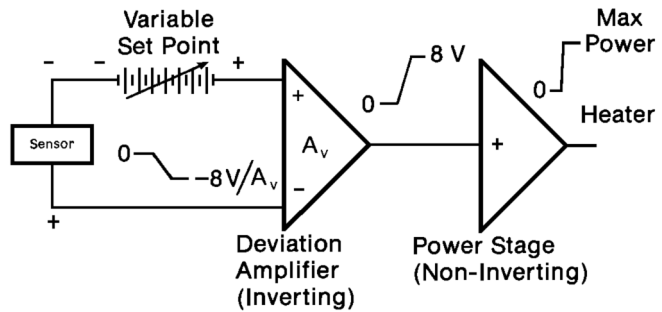 Variable
Set Point
- - +
Sensor
+
0
-8V/Av
+
Av
-
Deviation
Amplifier
(Inverting)
0
8 V
+
Power Stage
(Non-Inverting)
0
Max
Power
Heater